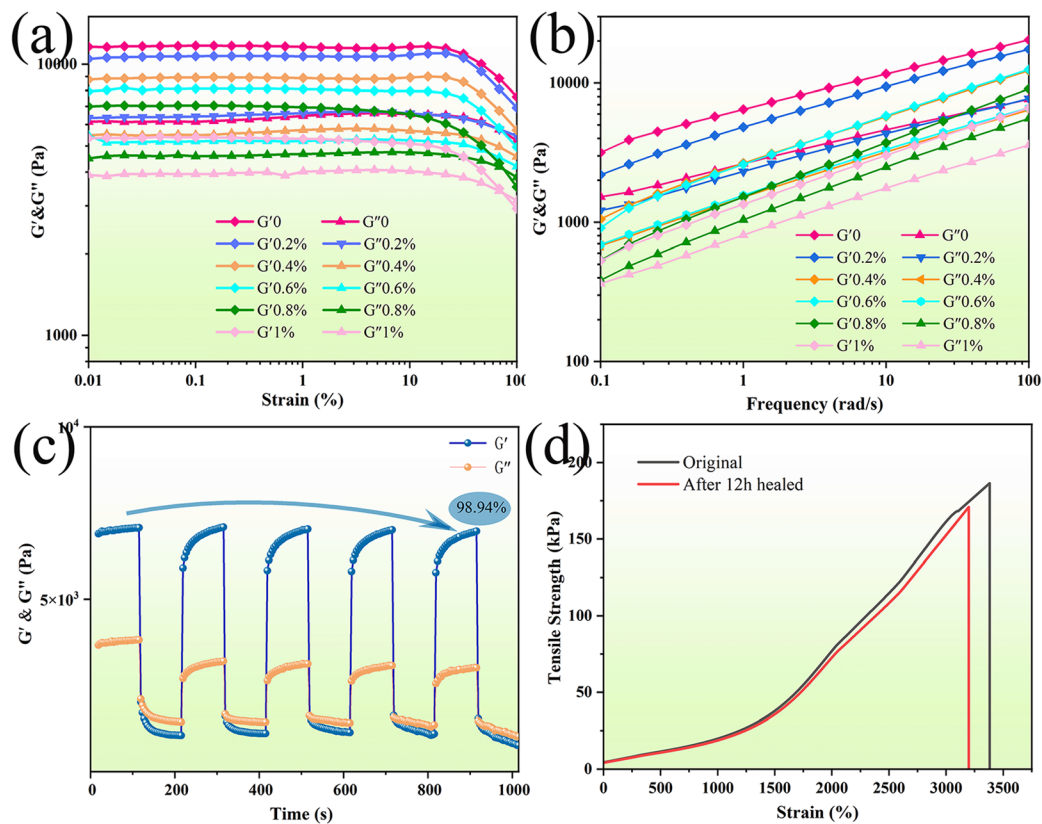 (a)
10000
1000
G′&G″ (Pa)
G′0 G″0
G′0.2% G″0.2%
G′0.4% G″0.4%
G′0.6% G″0.6%
G′0.8% G″0.8%
G′1% G″1%
0.01 0.1 1 10 100
Strain (%)
(b)
10000
1000
100
G′&G″ (Pa)
G′0 G″0
G′0.2% G″0.2%
G′0.4% G″0.4%
G′0.6% G″0.6%
G′0.8% G″0.8%
G′1% G″1%
0.1 1 10 100
Frequency (rad/s)
(c)
10⁴
5×10³
G′ & G″ (Pa)
G′
G″
98.94%
0 200 400 600 800 1000
Time (s)
(d)
200
150
100
50
0
Tensile Strength (kPa)
Original
After 12h healed
0 500 1000 1500 2000 2500 3000 3500
Strain (%)